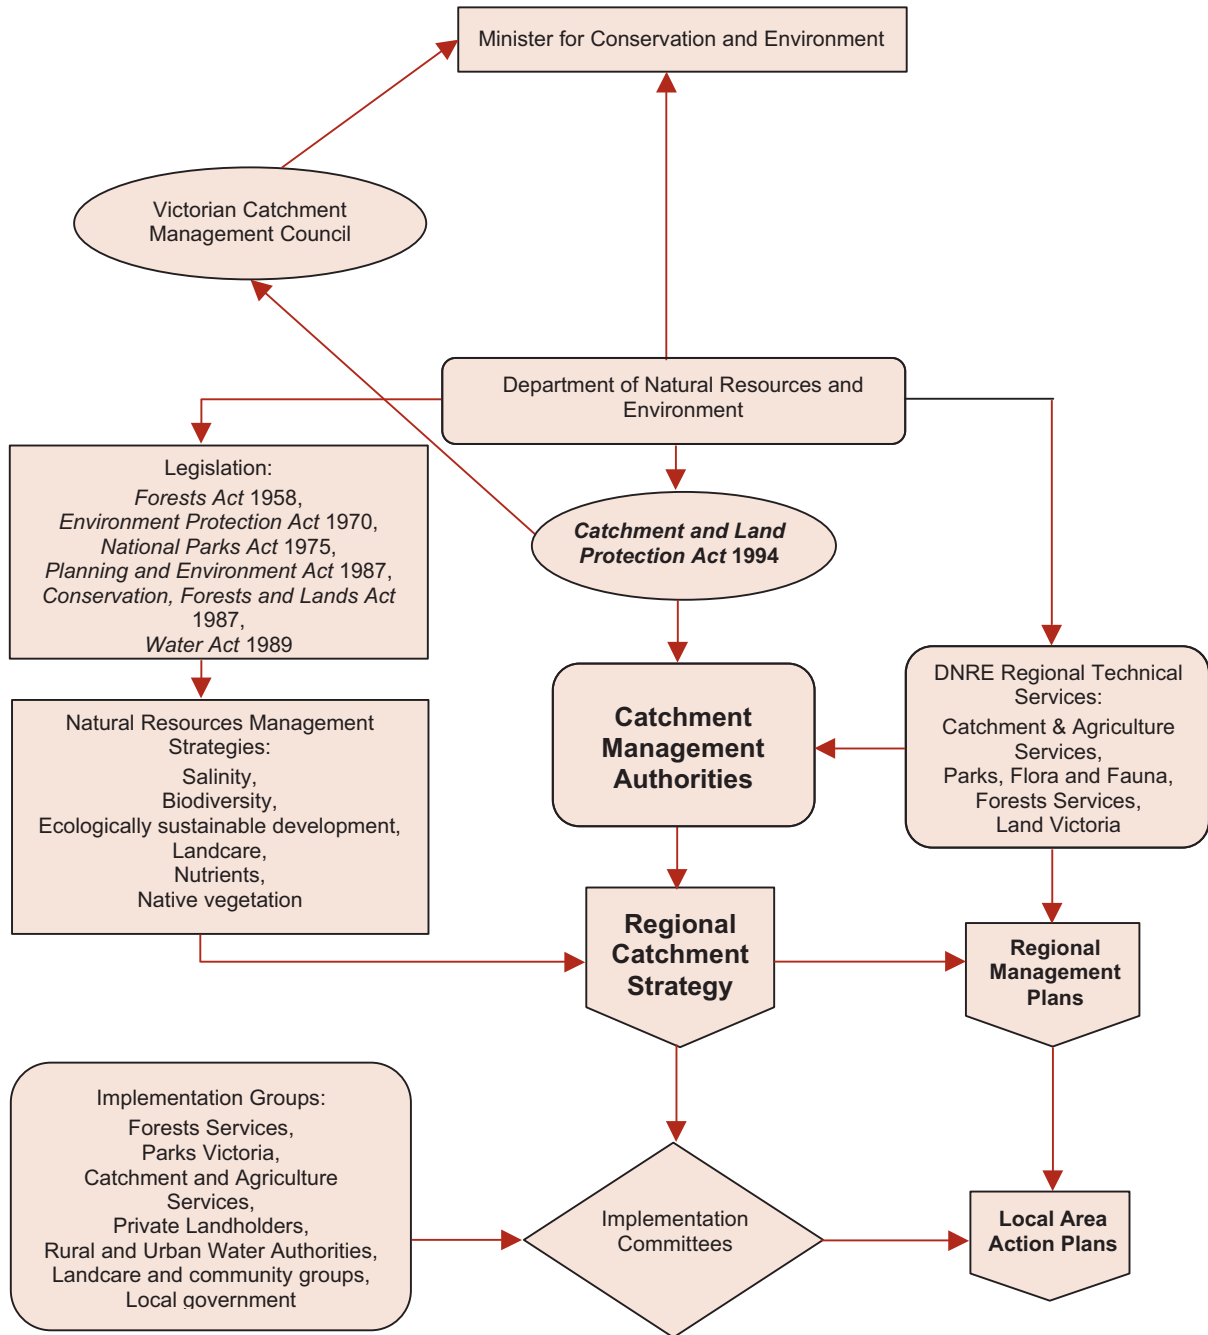 Minister for Conservation and Environment
Victorian Catchment
Management Council
Department of Natural Resources and
Environment
Legislation:
Forests Act 1958,
Environment Protection Act 1970,
National Parks Act 1975,
Planning and Environment Act 1987,
Conservation, Forests and Lands Act
1987,
Water Act 1989
Catchment and Land
Protection Act 1994
Natural Resources Management
Strategies:
Salinity,
Biodiversity,
Ecologically sustainable development,
Landcare,
Nutrients,
Native vegetation
Catchment
Management
Authorities
DNRE Regional Technical
Services:
Catchment & Agriculture
Services,
Parks, Flora and Fauna,
Forests Services,
Land Victoria
Regional
Catchment
Strategy
Regional
Management
Plans
Implementation Groups:
Forests Services,
Parks Victoria,
Catchment and Agriculture
Services,
Private Landholders,
Rural and Urban Water Authorities,
Landcare and community groups,
Local government
Implementation
Committees
Local Area
Action Plans